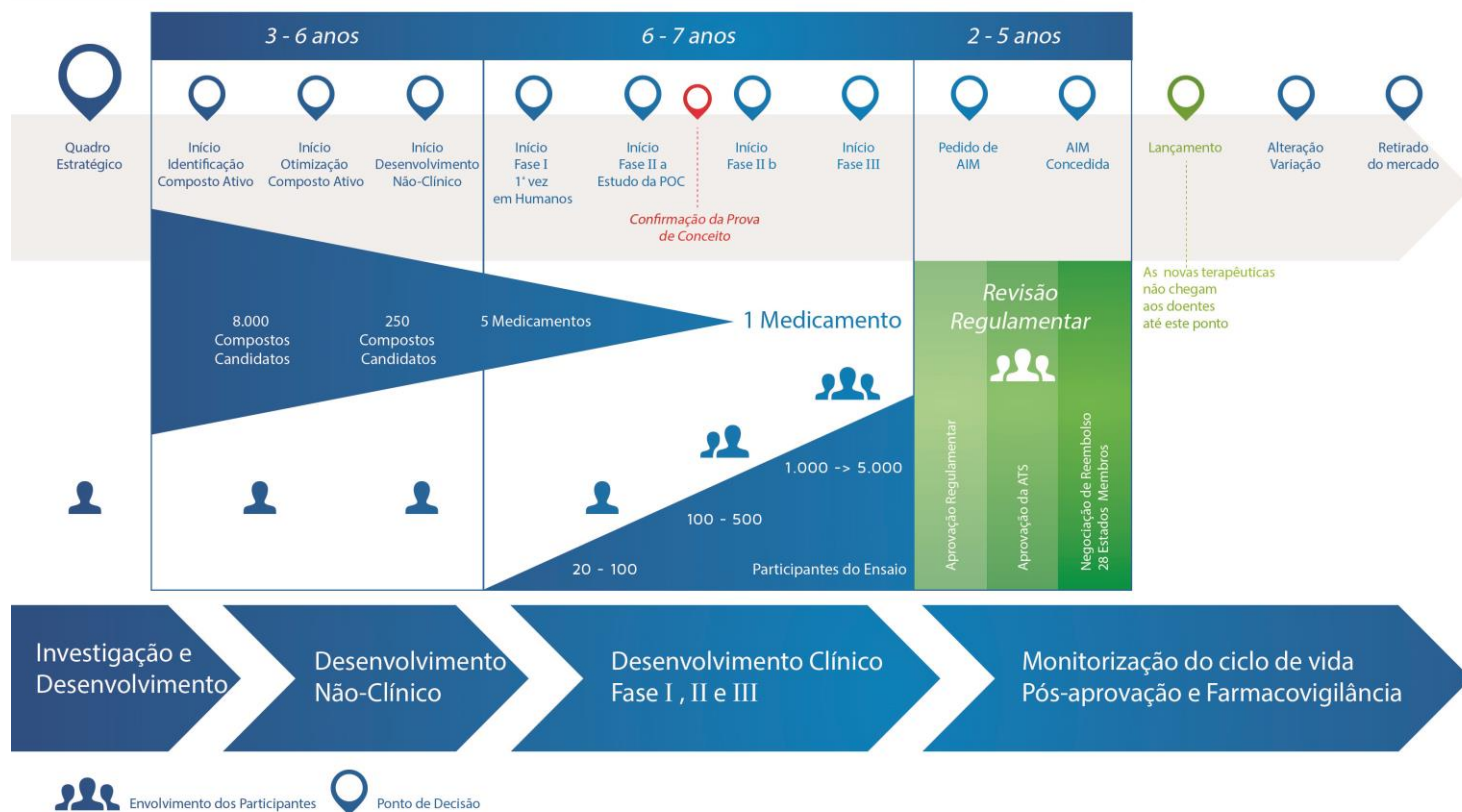 3 - 6 anos
6 - 7 anos
2 - 5 anos
Quadro
Estratégico
Início
Identificação
Composto Ativo
Início
Otimização
Composto Ativo
Início
Desenvolvimento
Não-Clínico
Início
Fase I
1ª vez
em Humanos
Início
Fase II a
Estudo da POC
Confirmação da Prova
de Conceito
Início
Fase II b
Início
Fase III
Pedido de
AIM
AIM
Concedida
Lançamento
Alteração
Variação
Retirado
do mercado
As novas terapêuticas
não chegam
aos doentes
até este ponto
8.000
Compostos
Candidatos
250
Compostos
Candidatos
5 Medicamentos
1 Medicamento
Revisão
Regulamentar
Aprovação Regulamentar
Aprovação da ATS
Negociação de Reembolso
28 Estados Membros
1.000 -> 5.000
100 - 500
20 - 100
Participantes do Ensaio
Investigação e
Desenvolvimento
Desenvolvimento
Não-Clínico
Desenvolvimento Clínico
Fase I , II e III
Monitorização do ciclo de vida
Pós-aprovação e Farmacovigilância
Envolvimento dos Participantes
Ponto de Decisão